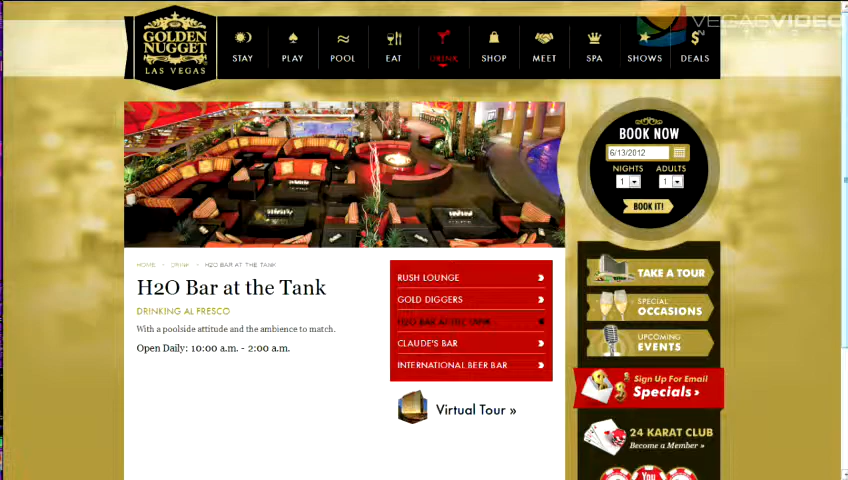 GOLDEN
NUGGET
LAS VEGAS
STAY
PLAY
POOL
EAT
DRINK
SHOP
MEET
SPA
SHOWS
DEALS
VEGASVIDEO
BOOK NOW
6/13/2012
NIGHTS
ADULTS
1
1
BOOK IT!
HOME
DRINK
H2O BAR AT THE TANK
H2O Bar at the Tank
DRINKING AL FRESCO
With a poolside attitude and the ambience to match.
Open Daily: 10:00 a.m. - 2:00 a.m.
RUSH LOUNGE
GOLD DIGGERS
H2O BAR AT THE TANK
CLAUDE'S BAR
INTERNATIONAL BEER BAR
Virtual Tour »
TAKE A TOUR
SPECIAL
OCCASIONS
UPCOMING
EVENTS
Sign Up For Email
Specials ›
24 KARAT CLUB
Become a Member »
You